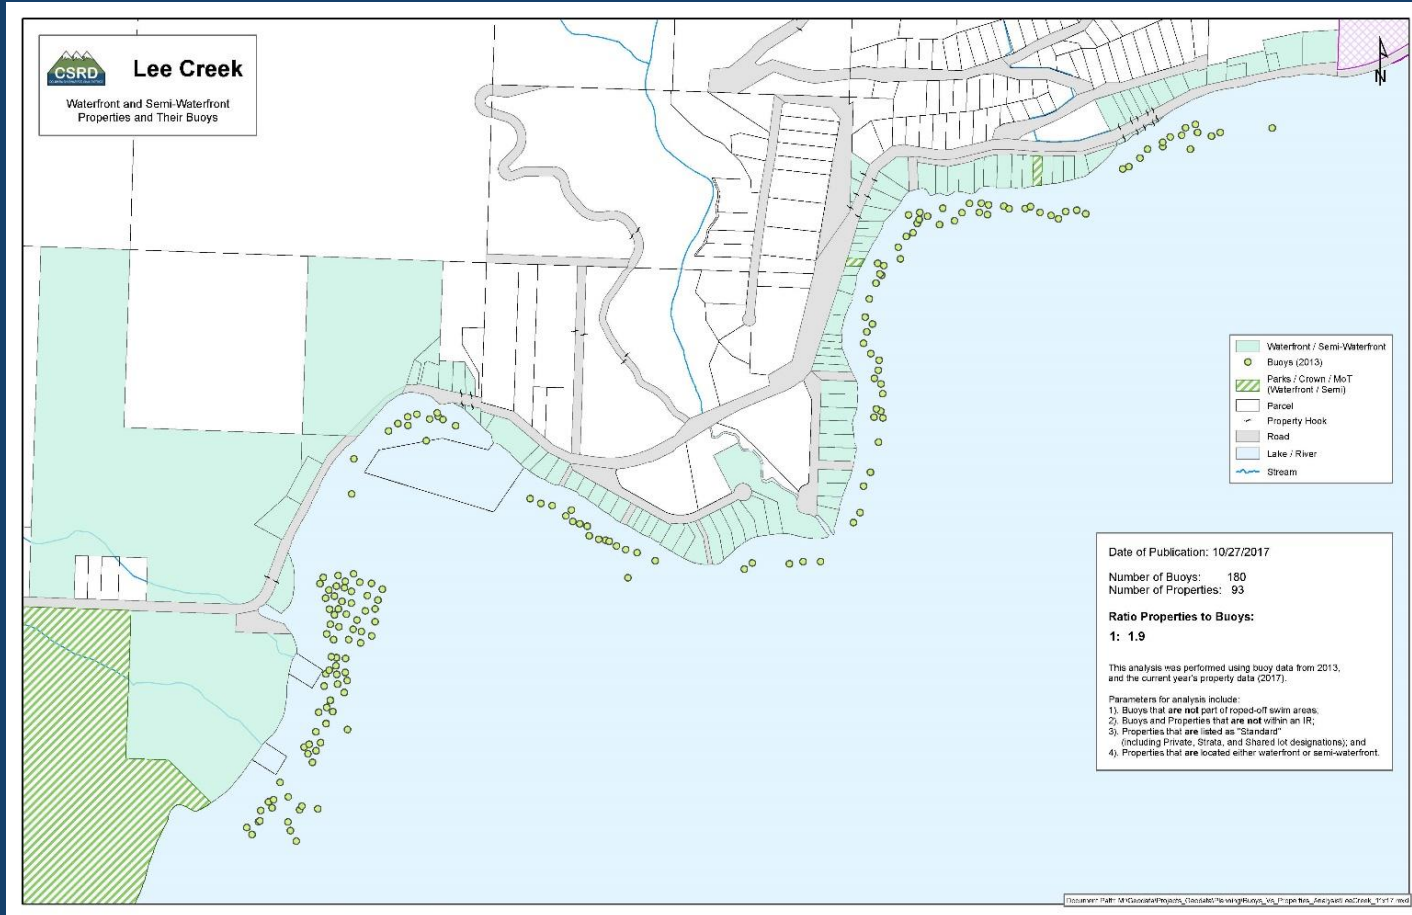 CSRD
Lee Creek
Waterfront and Semi-Waterfront
Properties and Their Buoys
N
Waterfront / Semi-Waterfront
Buoys (2013)
Parks / Crown / MoT
(Waterfront / Semi)
Parcel
Property Hook
Road
Lake / River
Stream
Date of Publication: 10/27/2017
Number of Buoys: 180
Number of Properties: 93
Ratio Properties to Buoys:
1: 1.9
This analysis was performed using buoy data from 2013,
and the current year's property data (2017).
Parameters for analysis include:
1). Buoys that are not part of roped-off swim areas;
2). Buoys and Properties that are not within an IR;
3). Properties that are listed as "Standard"
(including Private, Strata, and Shared lot designations); and
4). Properties that are located either waterfront or semi-waterfront.
Document Path: